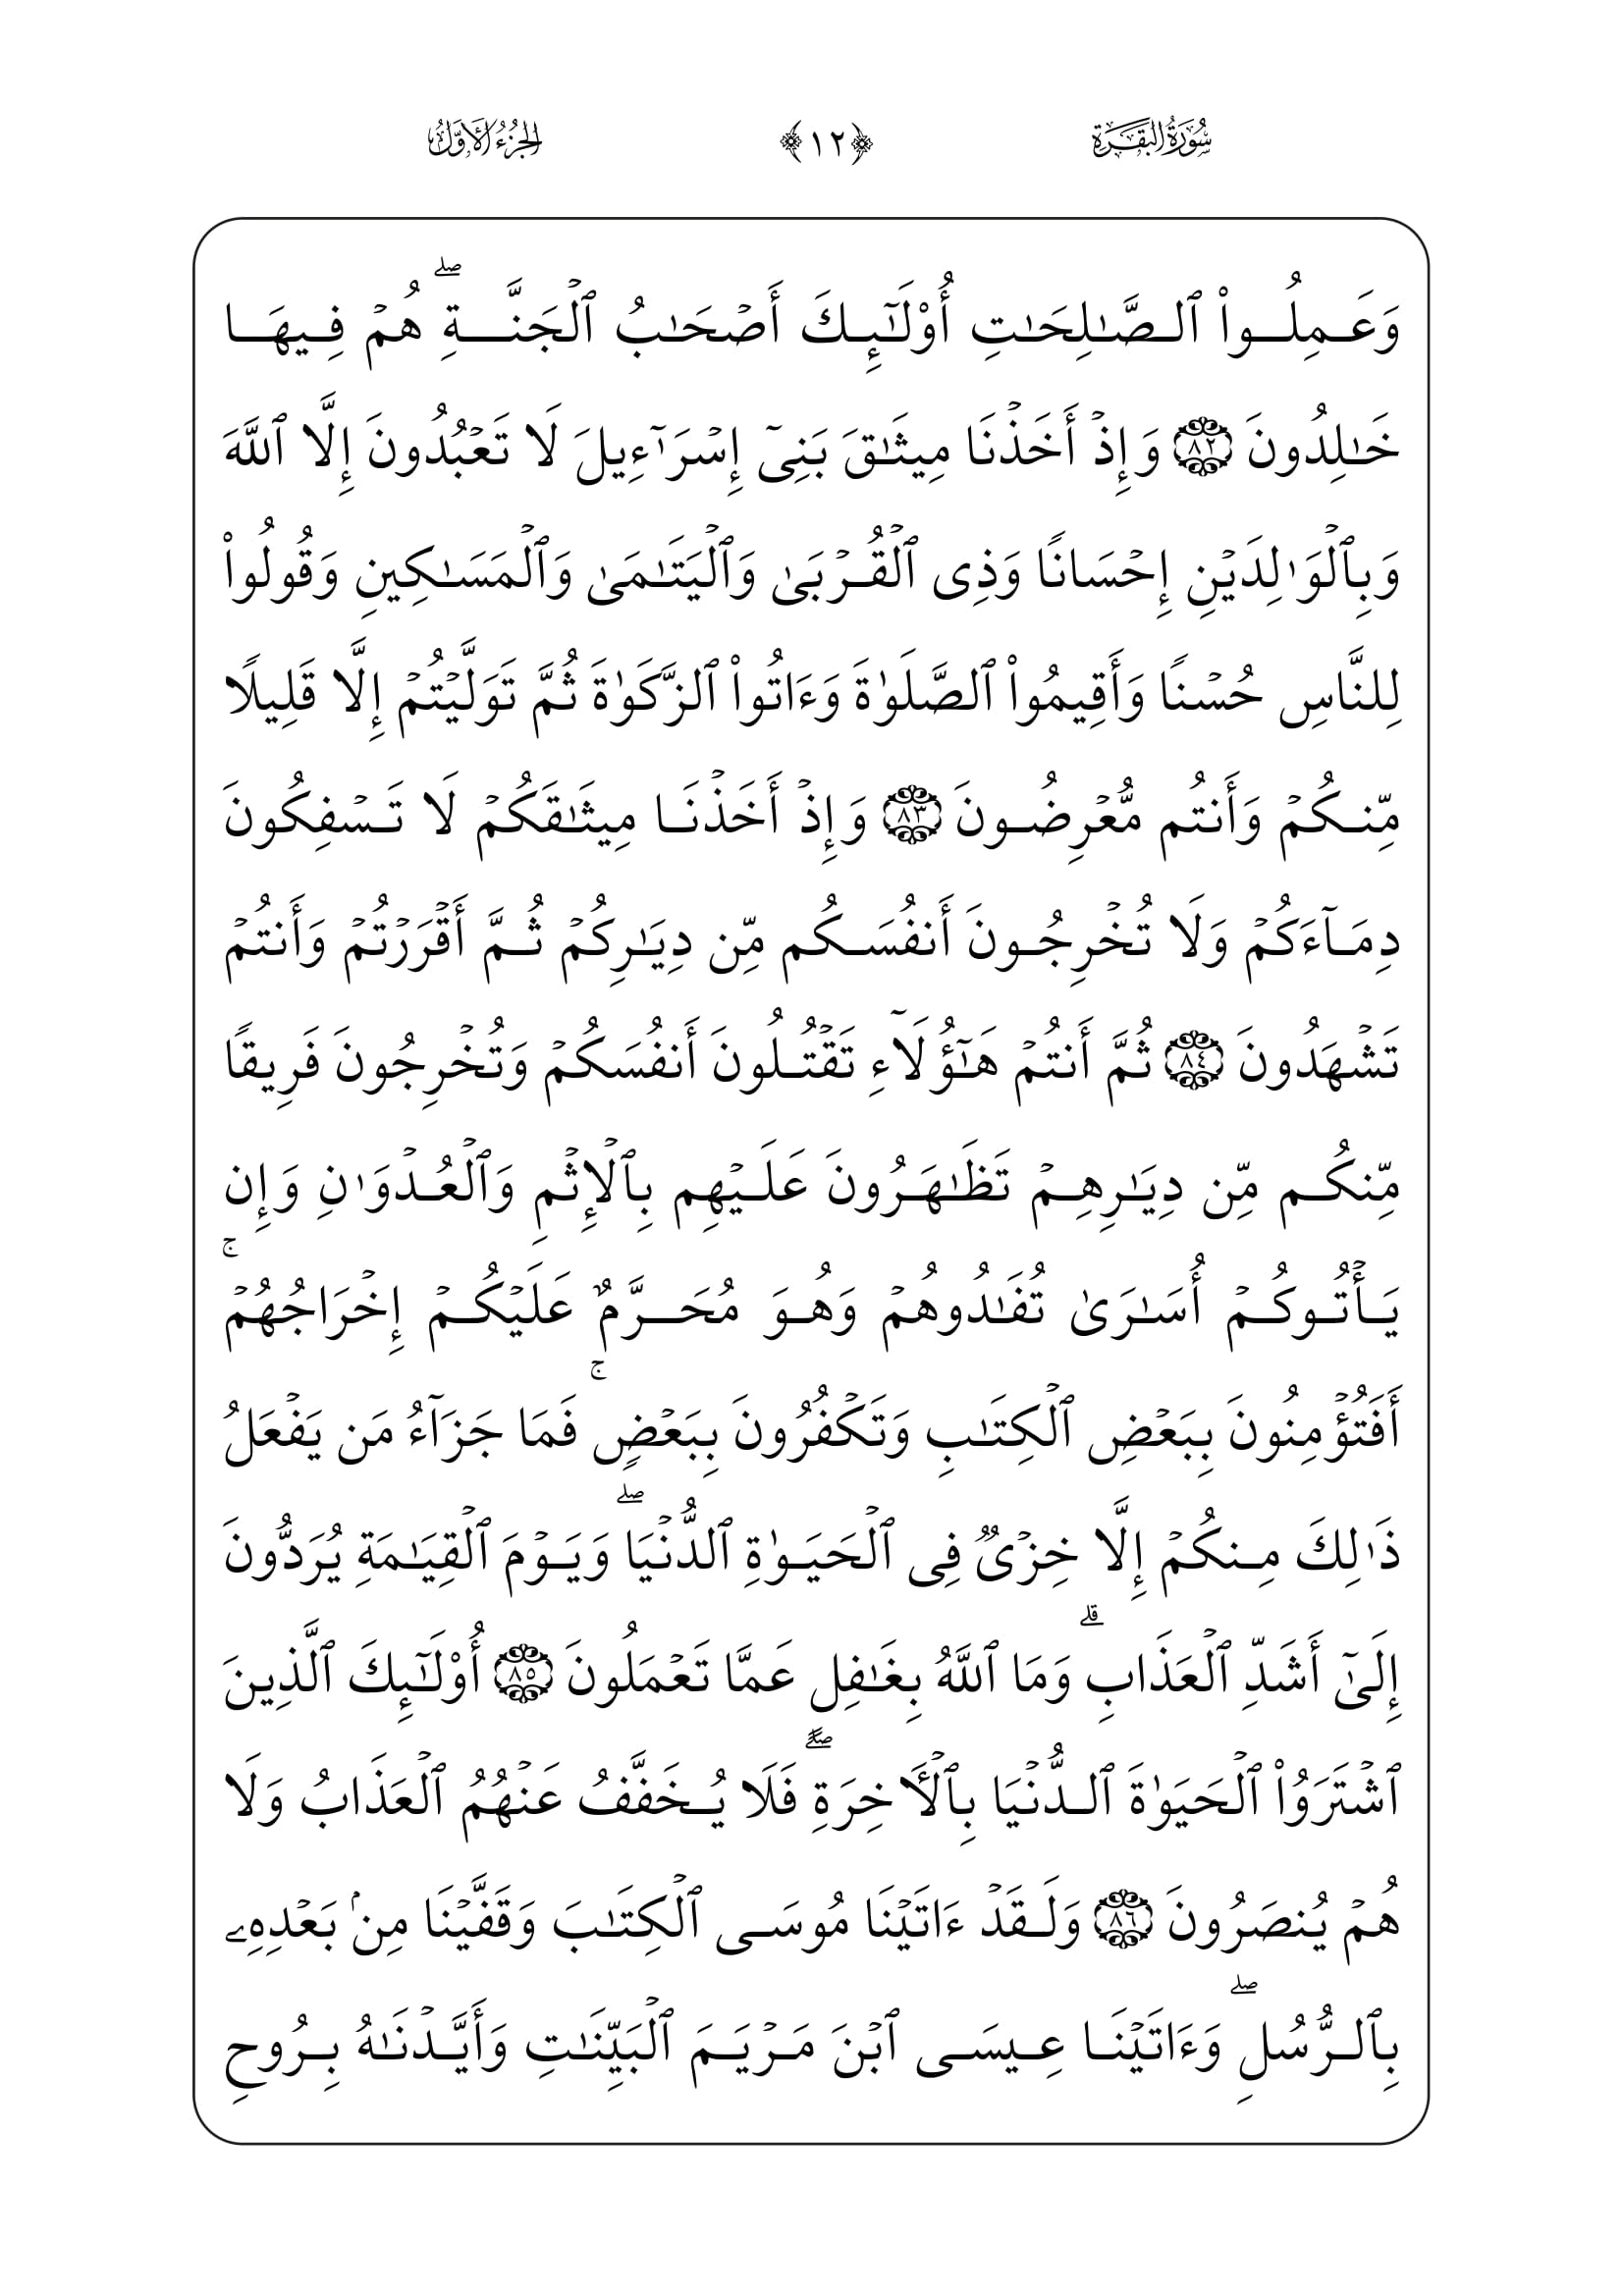 سُورَةُ البَقَرَةِ ﴿١٢﴾ الجُزْءُ الأَوَّلُ
وَعَمِلُوا۟ ٱلصَّـٰلِحَـٰتِ أُو۟لَـٰٓئِكَ أَصْحَـٰبُ ٱلْجَنَّةِ ۖ هُمْ فِيهَا
خَـٰلِدُونَ ٨٢ وَإِذْ أَخَذْنَا مِيثَـٰقَ بَنِىٓ إِسْرَٰٓءِيلَ لَا تَعْبُدُونَ إِلَّا ٱللَّهَ
وَبِٱلْوَٰلِدَيْنِ إِحْسَانًا وَذِى ٱلْقُرْبَىٰ وَٱلْيَتَـٰمَىٰ وَٱلْمَسَـٰكِينِ وَقُولُوا۟
لِلنَّاسِ حُسْنًا وَأَقِيمُوا۟ ٱلصَّلَوٰةَ وَءَاتُوا۟ ٱلزَّكَوٰةَ ثُمَّ تَوَلَّيْتُمْ إِلَّا قَلِيلًا
مِّنكُمْ وَأَنتُم مُّعْرِضُونَ ٨٣ وَإِذْ أَخَذْنَا مِيثَـٰقَكُمْ لَا تَسْفِكُونَ
دِمَآءَكُمْ وَلَا تُخْرِجُونَ أَنفُسَكُم مِّن دِيَـٰرِكُمْ ثُمَّ أَقْرَرْتُمْ وَأَنتُمْ
تَشْهَدُونَ ٨٤ ثُمَّ أَنتُمْ هَـٰٓؤُلَآءِ تَقْتُلُونَ أَنفُسَكُمْ وَتُخْرِجُونَ فَرِيقًا
مِّنكُم مِّن دِيَـٰرِهِمْ تَظَـٰهَرُونَ عَلَيْهِم بِٱلْإِثْمِ وَٱلْعُدْوَٰنِ وَإِن
يَأْتُوكُمْ أُسَـٰرَىٰ تُفَـٰدُوهُمْ وَهُوَ مُحَرَّمٌ عَلَيْكُمْ إِخْرَاجُهُمْ ۚ
أَفَتُؤْمِنُونَ بِبَعْضِ ٱلْكِتَـٰبِ وَتَكْفُرُونَ بِبَعْضٍ ۚ فَمَا جَزَآءُ مَن يَفْعَلُ
ذَٰلِكَ مِنكُمْ إِلَّا خِزْىٌ فِى ٱلْحَيَوٰةِ ٱلدُّنْيَا ۖ وَيَوْمَ ٱلْقِيَـٰمَةِ يُرَدُّونَ
إِلَىٰٓ أَشَدِّ ٱلْعَذَابِ ۗ وَمَا ٱللَّهُ بِغَـٰفِلٍ عَمَّا تَعْمَلُونَ ٨٥ أُو۟لَـٰٓئِكَ ٱلَّذِينَ
ٱشْتَرَوُا۟ ٱلْحَيَوٰةَ ٱلدُّنْيَا بِٱلْـَٔاخِرَةِ ۖ فَلَا يُخَفَّفُ عَنْهُمُ ٱلْعَذَابُ وَلَا
هُمْ يُنصَرُونَ ٨٦ وَلَقَدْ ءَاتَيْنَا مُوسَى ٱلْكِتَـٰبَ وَقَفَّيْنَا مِنۢ بَعْدِهِۦ
بِٱلرُّسُلِ ۖ وَءَاتَيْنَا عِيسَى ٱبْنَ مَرْيَمَ ٱلْبَيِّنَـٰتِ وَأَيَّدْنَـٰهُ بِرُوحِ